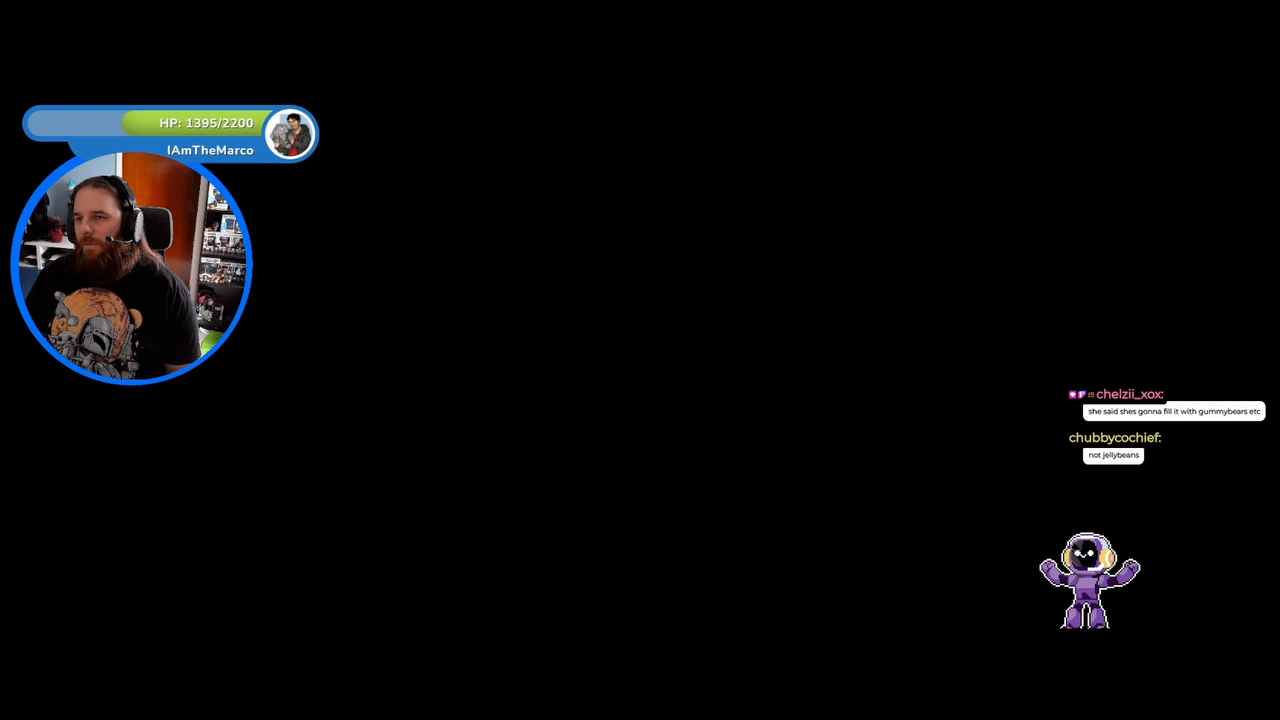 HP: 1395/2200
IAmTheMarco
chelzii_xox:
she said shes gonna fill it with gummybears etc
chubbycochief:
not jellybeans